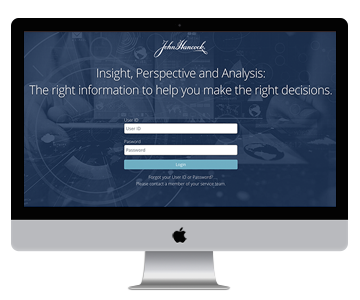 John Hancock
Insight, Perspective and Analysis:
The right information to help you make the right decisions.
User ID
User ID
Password
Password
Login
Forgot your User ID or Password?
Please contact a member of your service team.